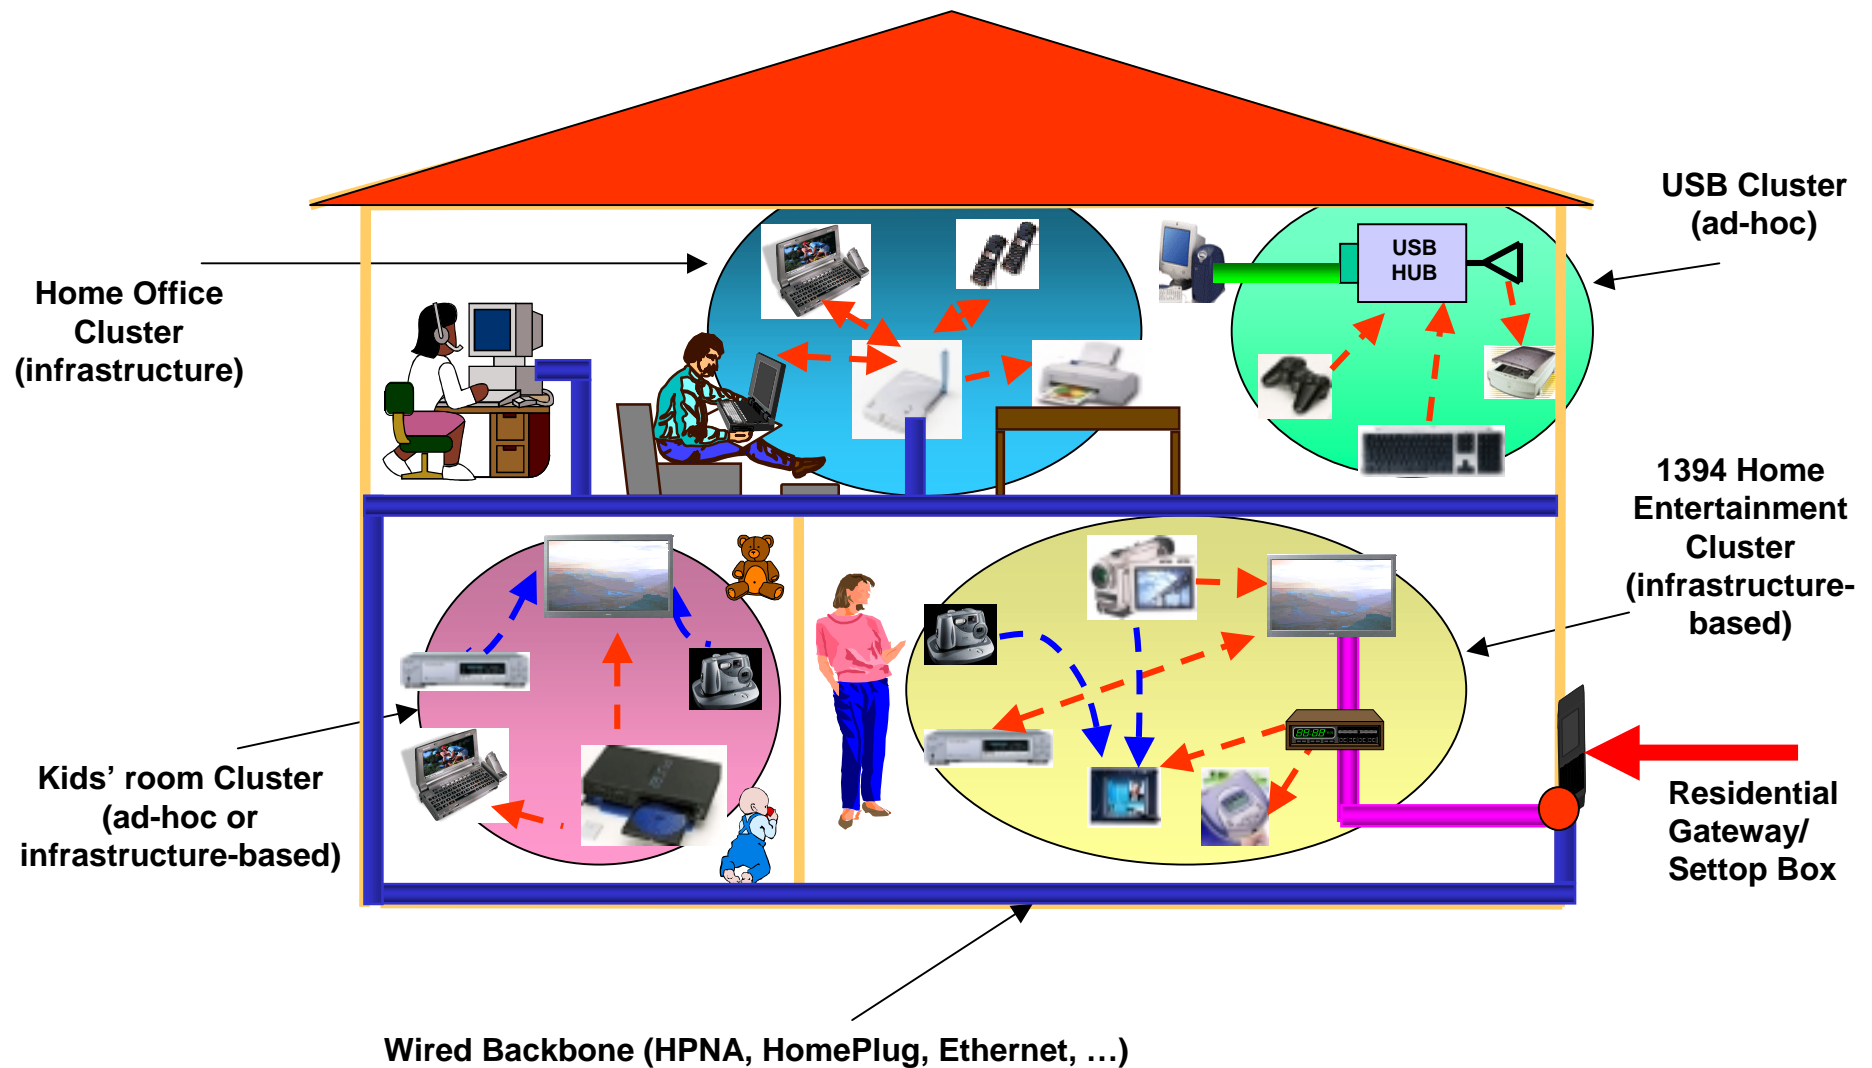 USB Cluster
(ad-hoc)
USB
HUB
Home Office
Cluster
(infrastructure)
1394 Home
Entertainment
Cluster
(infrastructure-
based)
Kids’ room Cluster
(ad-hoc or
infrastructure-based)
Residential
Gateway/
Settop Box
Wired Backbone (HPNA, HomePlug, Ethernet, …)